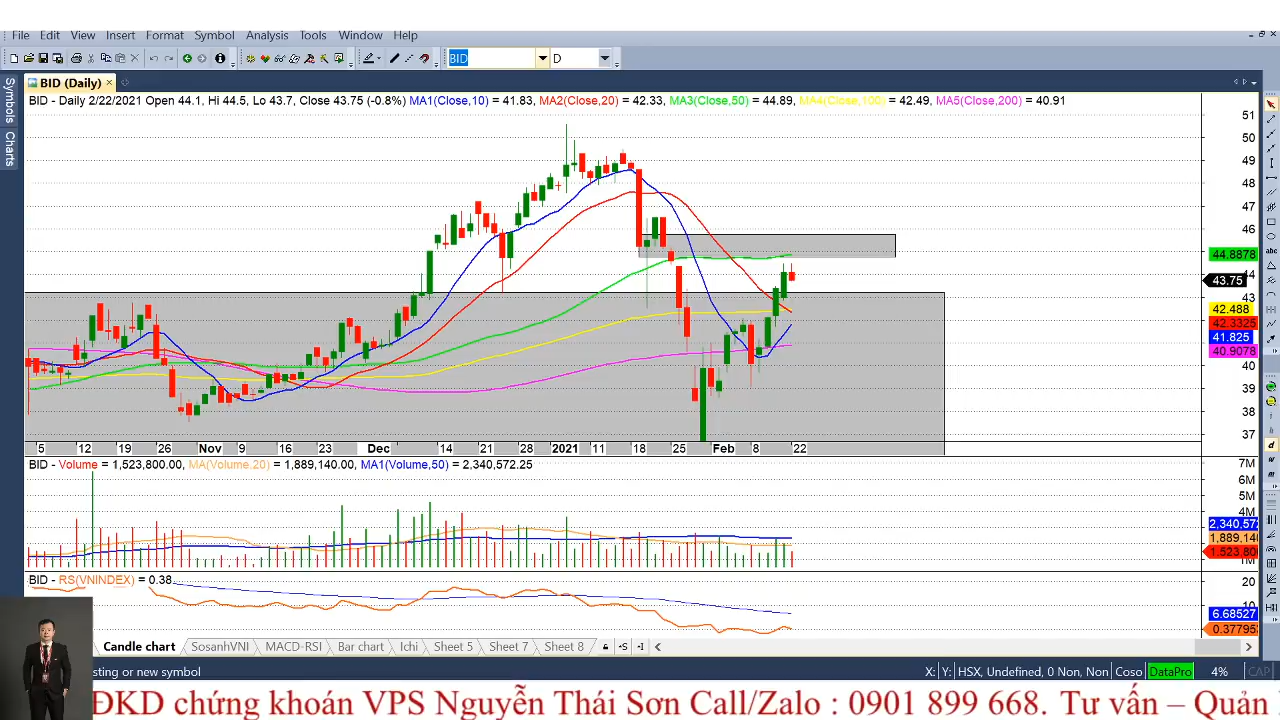 File Edit View Insert Format Symbol Analysis Tools Window Help
BID D
BID (Daily)
Symbols
Charts
BID - Daily 2/22/2021 Open 44.1, Hi 44.5, Lo 43.7, Close 43.75 (-0.8%) MA1(Close,10) = 41.83, MA2(Close,20) = 42.33, MA3(Close,50) = 44.89, MA4(Close,100) = 42.49, MA5(Close,200) = 40.91
51
50
49
48
47
46
44.8878
44
43.75
43
42.488
42.3325
41.825
40.9078
40
39
38
37
5 12 19 26 Nov 9 16 23 Dec 14 21 28 2021 11 18 25 Feb 8 22
BID - Volume = 1,523,800.00, MA(Volume,20) = 1,889,140.00, MA1(Volume,50) = 2,340,572.25
7M
6M
5M
4M
2,340,572
1,889,140
1,523,800
1M
BID - RS(VNINDEX) = 0.38
20
10
6.68527
0.377953
Candle chart SosanhVNI MACD-RSI Bar chart Ichi Sheet 5 Sheet 7 Sheet 8
sting or new symbol X: Y: HSX, Undefined, 0 Non, Non Coso DataPro 4% CAP
ĐKD chứng khoán VPS Nguyễn Thái Sơn Call/Zalo : 0901 899 668. Tư vấn – Quản